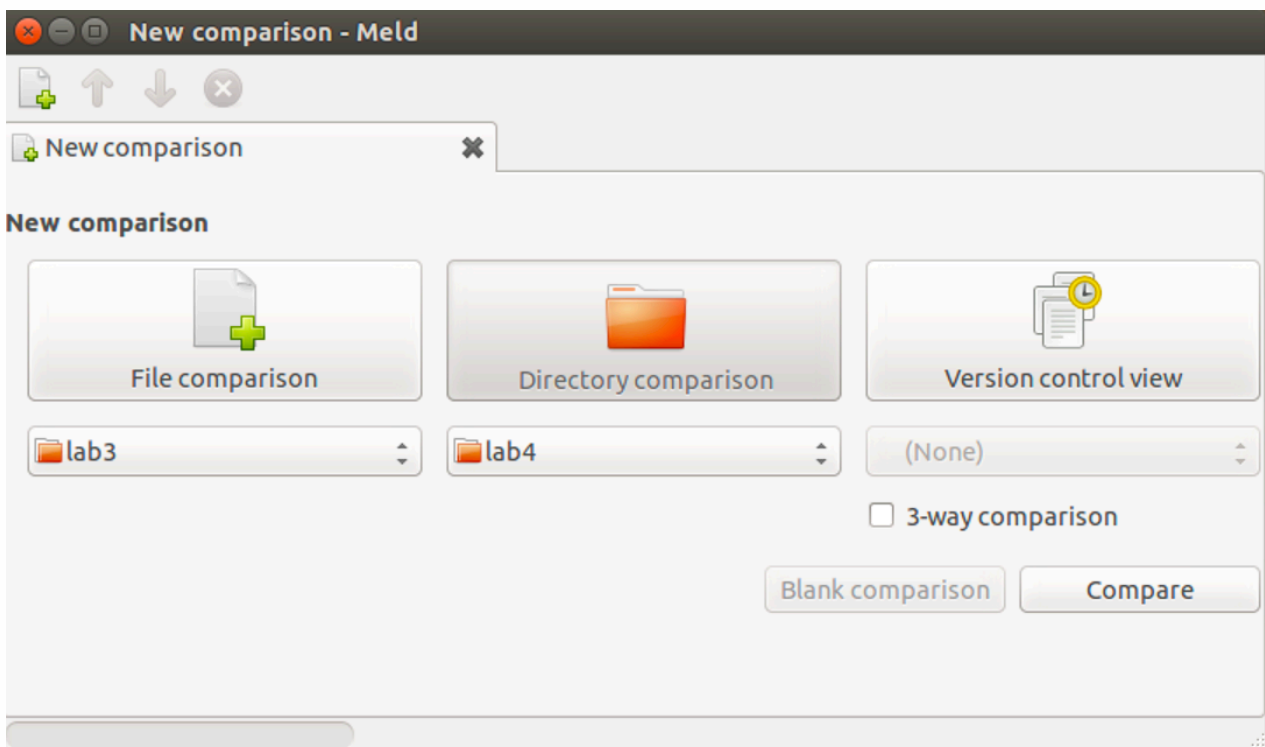 New comparison - Meld
New comparison
New comparison
File comparison
Directory comparison
Version control view
lab3
lab4
(None)
3-way comparison
Blank comparison
Compare